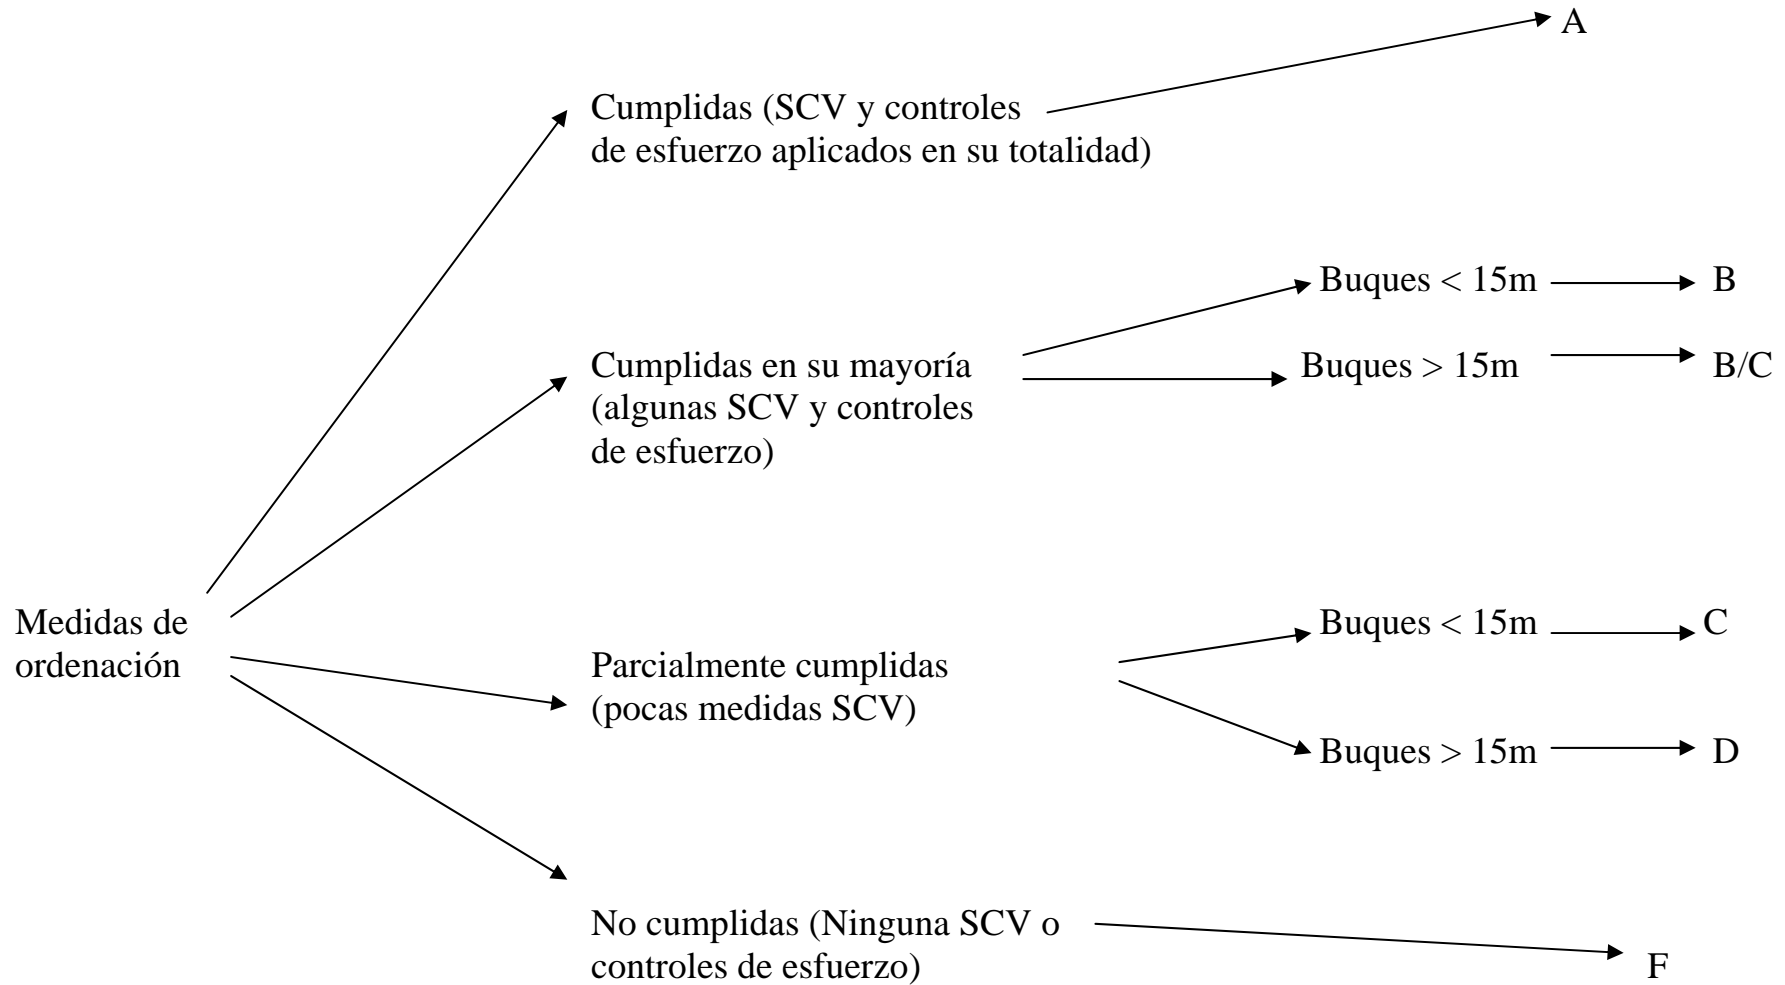 A
Cumplidas (SCV y controles
de esfuerzo aplicados en su totalidad)
Buques < 15m
B
Cumplidas en su mayoría
(algunas SCV y controles
de esfuerzo)
Buques > 15m
B/C
Medidas de
ordenación
Buques < 15m
C
Parcialmente cumplidas
(pocas medidas SCV)
Buques > 15m
D
No cumplidas (Ninguna SCV o
controles de esfuerzo)
F